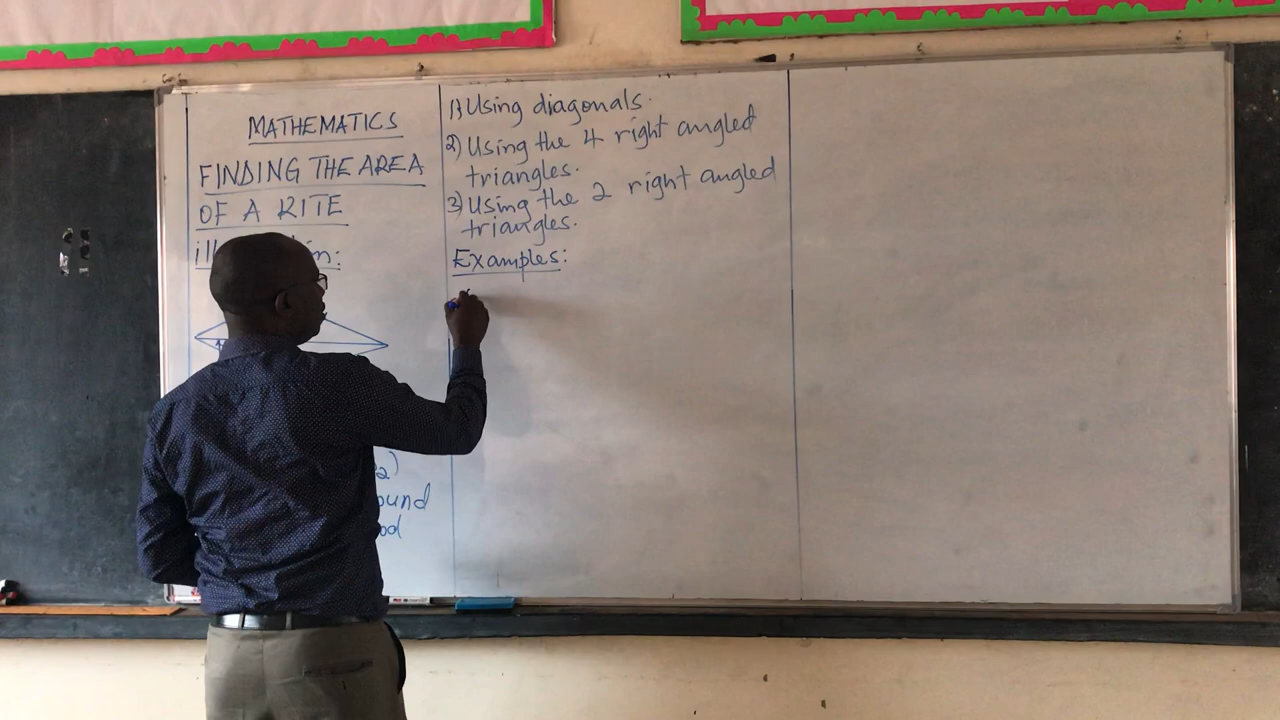 MATHEMATICS
FINDING THE AREA
OF A KITE
1) Using diagonals.
2) Using the 4 right angled
triangles.
3) Using the 2 right angled
triangles.
Examples: